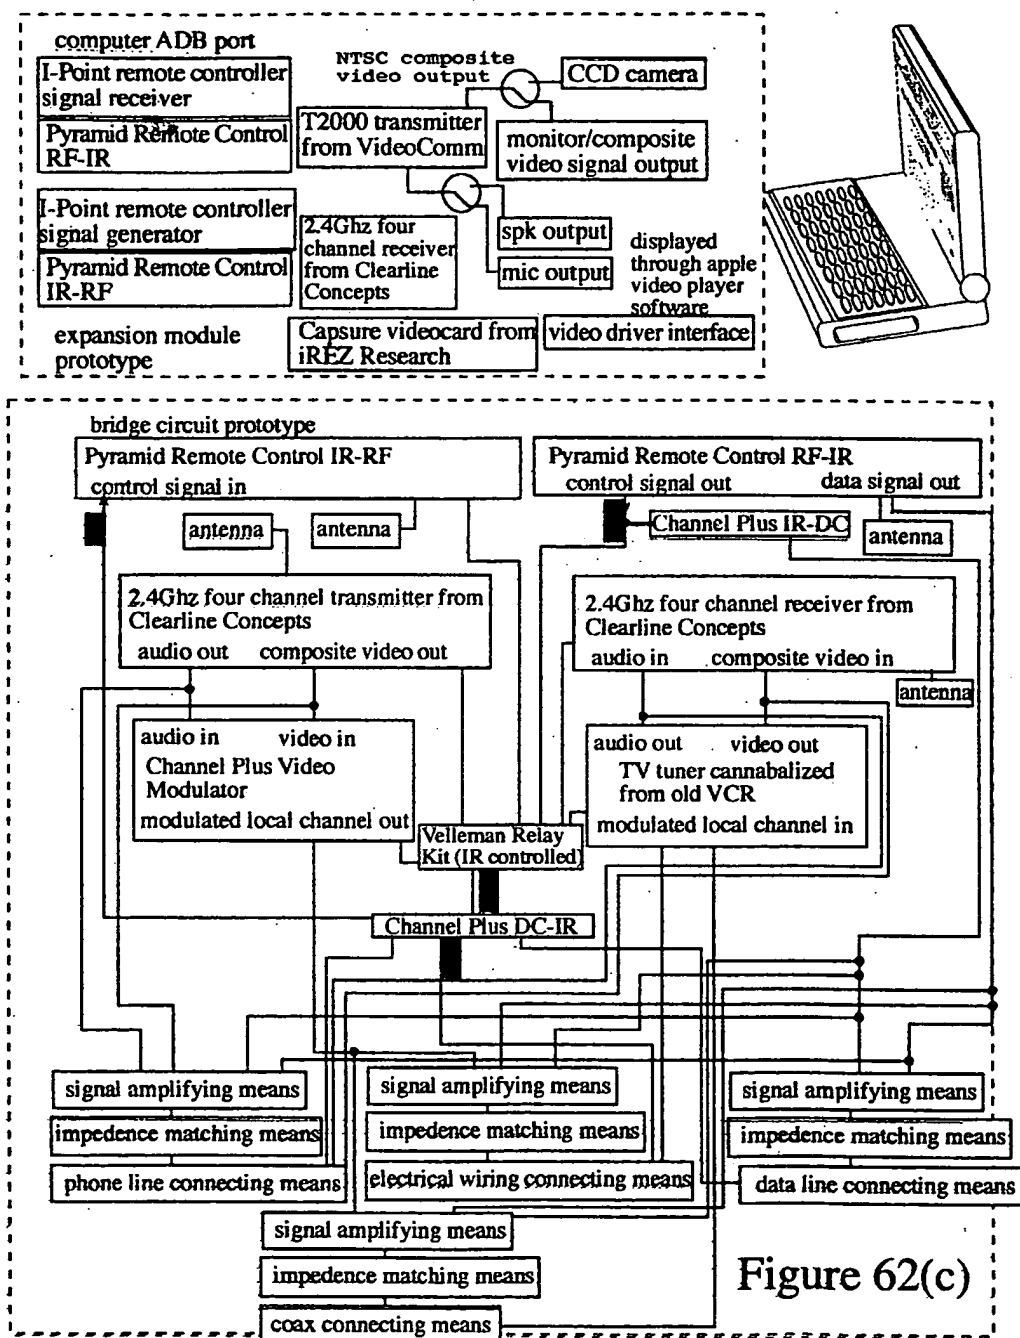 computer ADB port
I-Point remote controller
signal receiver
Pyramid Remote Control
RF-IR
NTSC composite
video output
CCD camera
T2000 transmitter
from VideoComm
monitor/composite
video signal output
I-Point remote controller
signal generator
Pyramid Remote Control
IR-RF
2.4Ghz four
channel receiver
from Clearline
Concepts
spk output
mic output
displayed
through apple
video player
software
expansion module
prototype
Capsure videocard from
iREZ Research
video driver interface
bridge circuit prototype
Pyramid Remote Control IR-RF
control signal in
Pyramid Remote Control RF-IR
control signal out
data signal out
antenna
antenna
Channel Plus IR-DC
antenna
2.4Ghz four channel transmitter from
Clearline Concepts
audio out
composite video out
2.4Ghz four channel receiver from
Clearline Concepts
audio in
composite video in
antenna
audio in
video in
Channel Plus Video
Modulator
modulated local channel out
audio out
video out
TV tuner cannabalized
from old VCR
modulated local channel in
Velleman Relay
Kit (IR controlled)
Channel Plus DC-IR
signal amplifying means
impedence matching means
phone line connecting means
signal amplifying means
impedence matching means
electrical wiring connecting means
signal amplifying means
impedence matching means
data line connecting means
signal amplifying means
impedence matching means
coax connecting means
Figure 62(c)